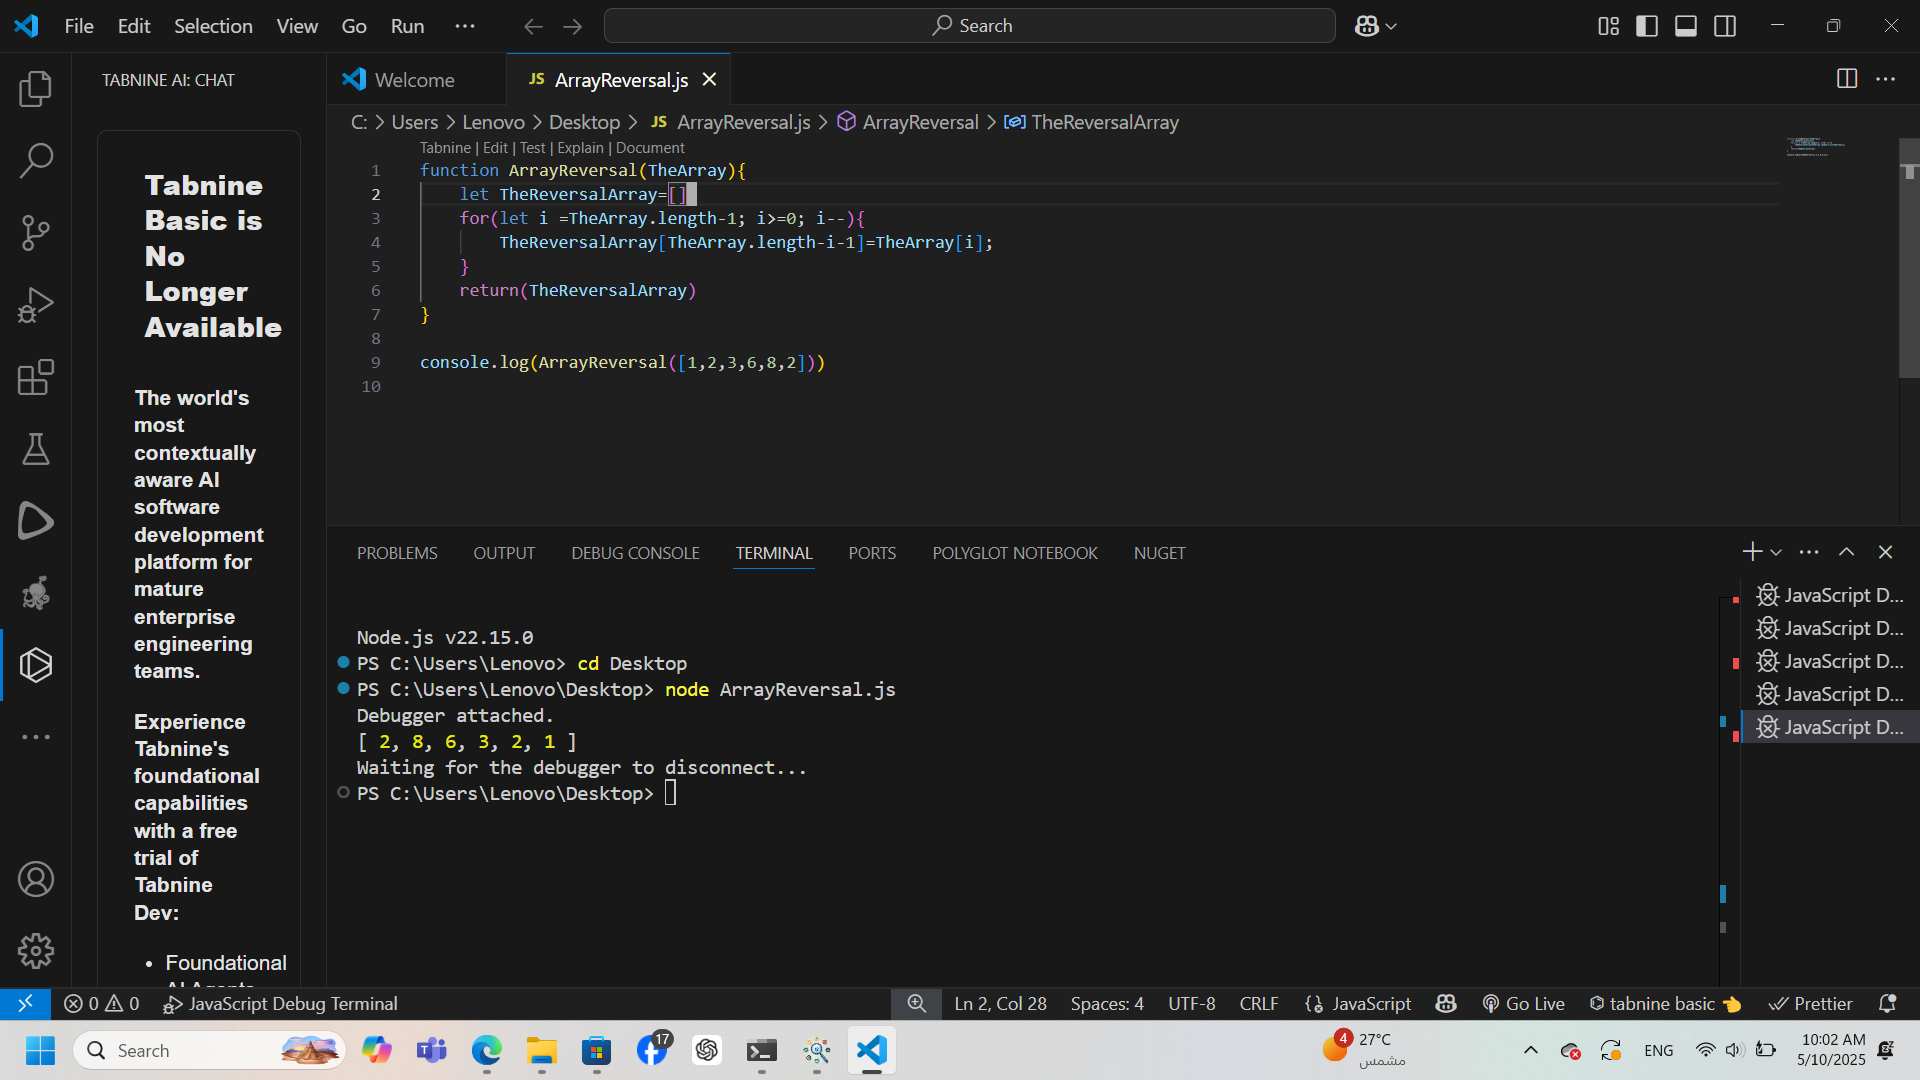 File Edit Selection View Go Run ···
Search
TABNINE AI: CHAT
Tabnine
Basic is
No
Longer
Available
The world's
most
contextually
aware AI
software
development
platform for
mature
enterprise
engineering
teams.
Experience
Tabnine's
foundational
capabilities
with a free
trial of
Tabnine
Dev:
• Foundational
Welcome
JS ArrayReversal.js
C: > Users > Lenovo > Desktop > JS ArrayReversal.js > ArrayReversal > TheReversalArray
Tabnine | Edit | Test | Explain | Document
1 function ArrayReversal(TheArray){
2 let TheReversalArray=[]
3 for(let i =TheArray.length-1; i>=0; i--){
4 TheReversalArray[TheArray.length-i-1]=TheArray[i];
5 }
6 return(TheReversalArray)
7 }
8
9 console.log(ArrayReversal([1,2,3,6,8,2]))
10
PROBLEMS OUTPUT DEBUG CONSOLE TERMINAL PORTS POLYGLOT NOTEBOOK NUGET
Node.js v22.15.0
PS C:\Users\Lenovo> cd Desktop
PS C:\Users\Lenovo\Desktop> node ArrayReversal.js
Debugger attached.
[ 2, 8, 6, 3, 2, 1 ]
Waiting for the debugger to disconnect...
PS C:\Users\Lenovo\Desktop>
JavaScript D...
JavaScript D...
JavaScript D...
JavaScript D...
JavaScript D...
0 0 JavaScript Debug Terminal
Ln 2, Col 28 Spaces: 4 UTF-8 CRLF {} JavaScript Go Live tabnine basic Prettier
Search
17
4
27°C
مشمس
ENG
10:02 AM
5/10/2025